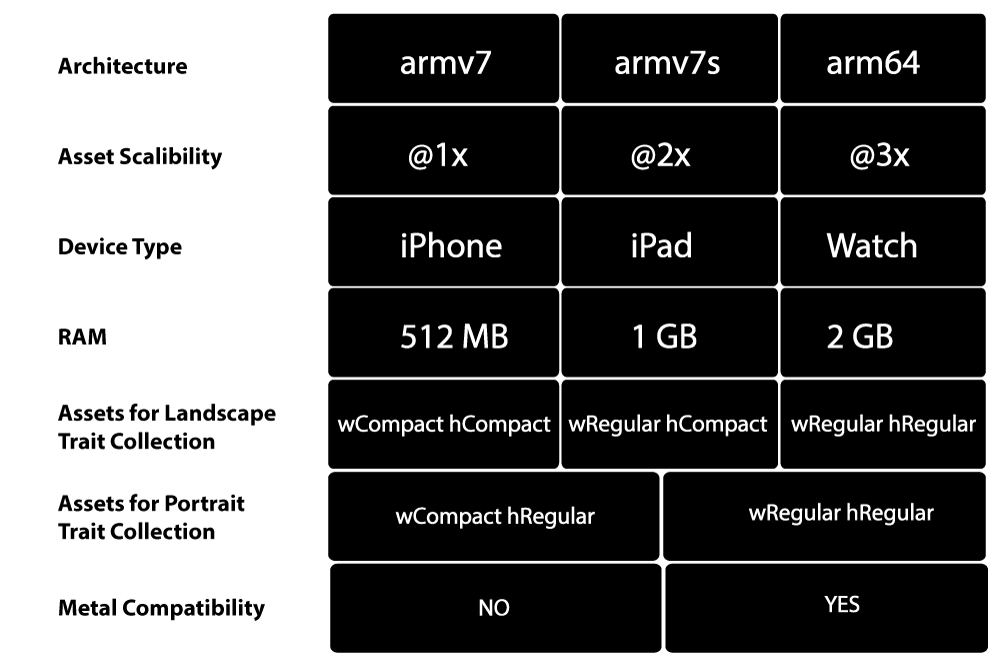 Architecture armv7 armv7s arm64
Asset Scalibility @1x @2x @3x
Device Type iPhone iPad Watch
RAM 512 MB 1 GB 2 GB
Assets for Landscape
Trait Collection wCompact hCompact wRegular hCompact wRegular hRegular
Assets for Portrait
Trait Collection wCompact hRegular wRegular hRegular
Metal Compatibility NO YES